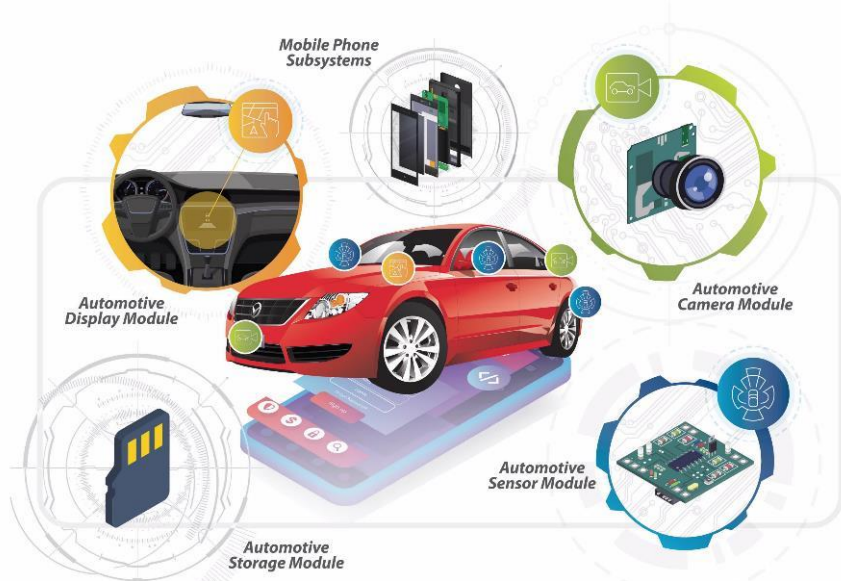 Mobile Phone
Subsystems
Automotive
Display Module
Automotive
Camera Module
Automotive
Sensor Module
Automotive
Storage Module